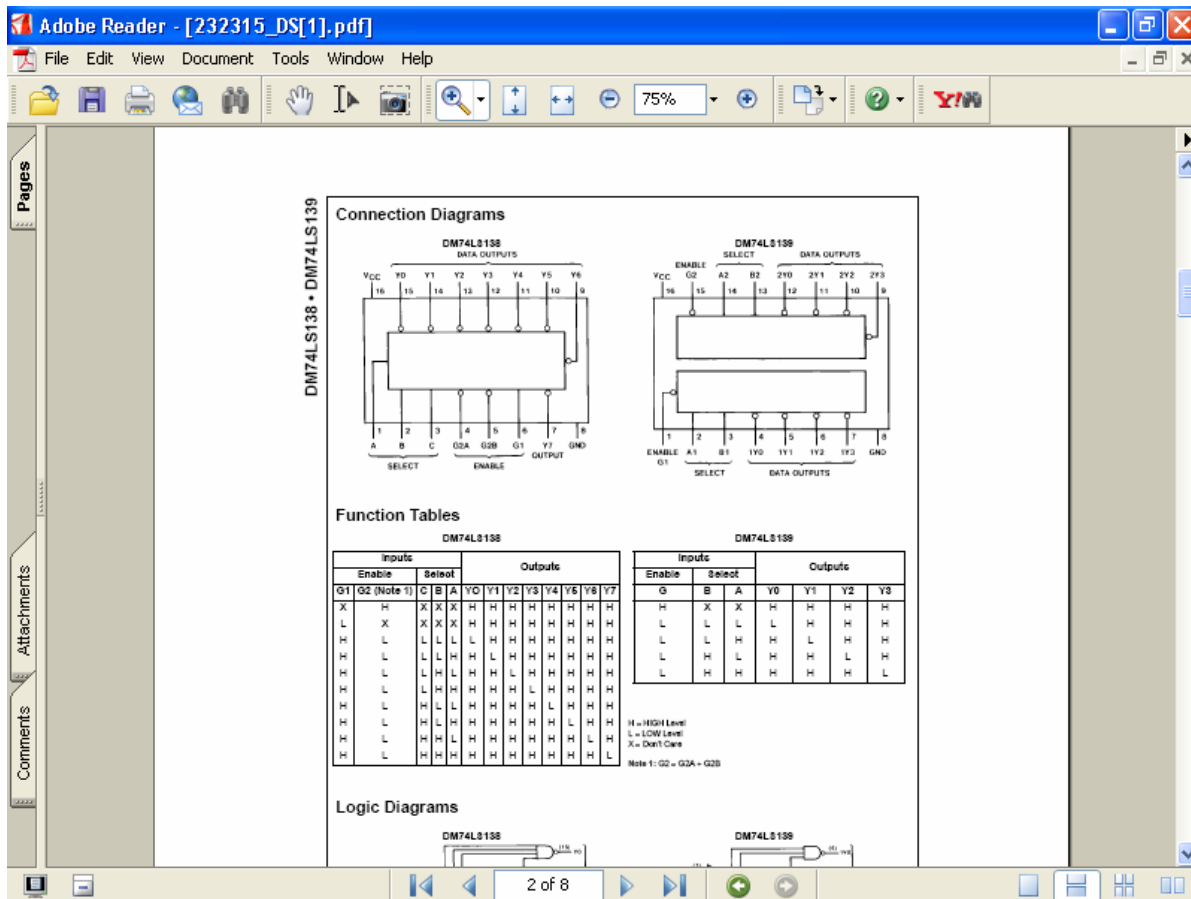 Adobe Reader - [232315_DS[1].pdf]
File Edit View Document Tools Window Help
75%
Y!
Pages
Attachments
Comments
DM74LS138 • DM74LS139
Connection Diagrams
DM74LS138
DATA OUTPUTS
VCC Y0 Y1 Y2 Y3 Y4 Y5 Y6
16 15 14 13 12 11 10 9
1 2 3 4 5 6 7 8
A B C G2A G2B G1 Y7 GND
OUTPUT
SELECT ENABLE
DM74LS139
ENABLE SELECT DATA OUTPUTS
VCC G2 A2 B2 2Y0 2Y1 2Y2 2Y3
16 15 14 13 12 11 10 9
1 2 3 4 5 6 7 8
ENABLE A1 B1 1Y0 1Y1 1Y2 1Y3 GND
G1
SELECT DATA OUTPUTS
Function Tables
DM74LS138
Inputs Outputs
Enable Select
G1 G2 (Note 1) C B A YO Y1 Y2 Y3 Y4 Y5 Y6 Y7
X H X X X H H H H H H H H
L X X X X H H H H H H H H
H L L L L L H H H H H H H
H L L L H H L H H H H H H
H L L H L H H L H H H H H
H L L H H H H H L H H H H
H L H L L H H H H L H H H
H L H L H H H H H H L H H
H L H H L H H H H H H L H
H L H H H H H H H H H H L
DM74LS139
Inputs Outputs
Enable Select
G B A Y0 Y1 Y2 Y3
H X X H H H H
L L L L H H H
L L H H L H H
L H L H H L H
L H H H H H L
H = HIGH Level
L = LOW Level
X = Don't Care
Note 1: G2 = G2A + G2B
Logic Diagrams
DM74LS138
(15) Y0
DM74LS139
(4)
2 of 8